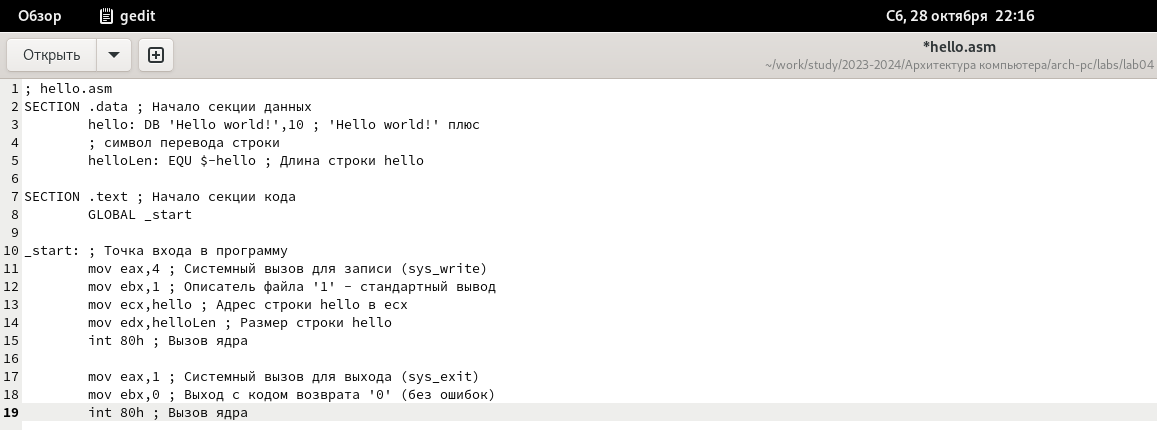 Обзор gedit Сб, 28 октября 22:16
Открыть *hello.asm
~/work/study/2023-2024/Архитектура компьютера/arch-pc/labs/lab04
1 ; hello.asm
2 SECTION .data ; Начало секции данных
3 hello: DB 'Hello world!',10 ; 'Hello world!' плюс
4 ; символ перевода строки
5 helloLen: EQU $-hello ; Длина строки hello
6
7 SECTION .text ; Начало секции кода
8 GLOBAL _start
9
10 _start: ; Точка входа в программу
11 mov eax,4 ; Системный вызов для записи (sys_write)
12 mov ebx,1 ; Описатель файла '1' - стандартный вывод
13 mov ecx,hello ; Адрес строки hello в ecx
14 mov edx,helloLen ; Размер строки hello
15 int 80h ; Вызов ядра
16
17 mov eax,1 ; Системный вызов для выхода (sys_exit)
18 mov ebx,0 ; Выход с кодом возврата '0' (без ошибок)
19 int 80h ; Вызов ядра